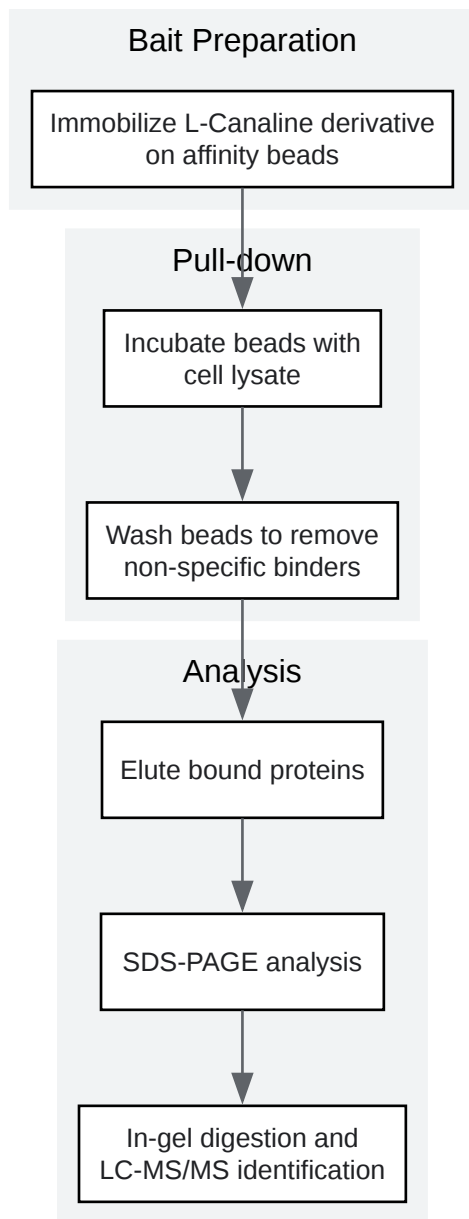 Bait Preparation
Immobilize L-Canaline derivative
on affinity beads
Pull-down
Incubate beads with
cell lysate
Wash beads to remove
non-specific binders
Analysis
Elute bound proteins
SDS-PAGE analysis
In-gel digestion and
LC-MS/MS identification